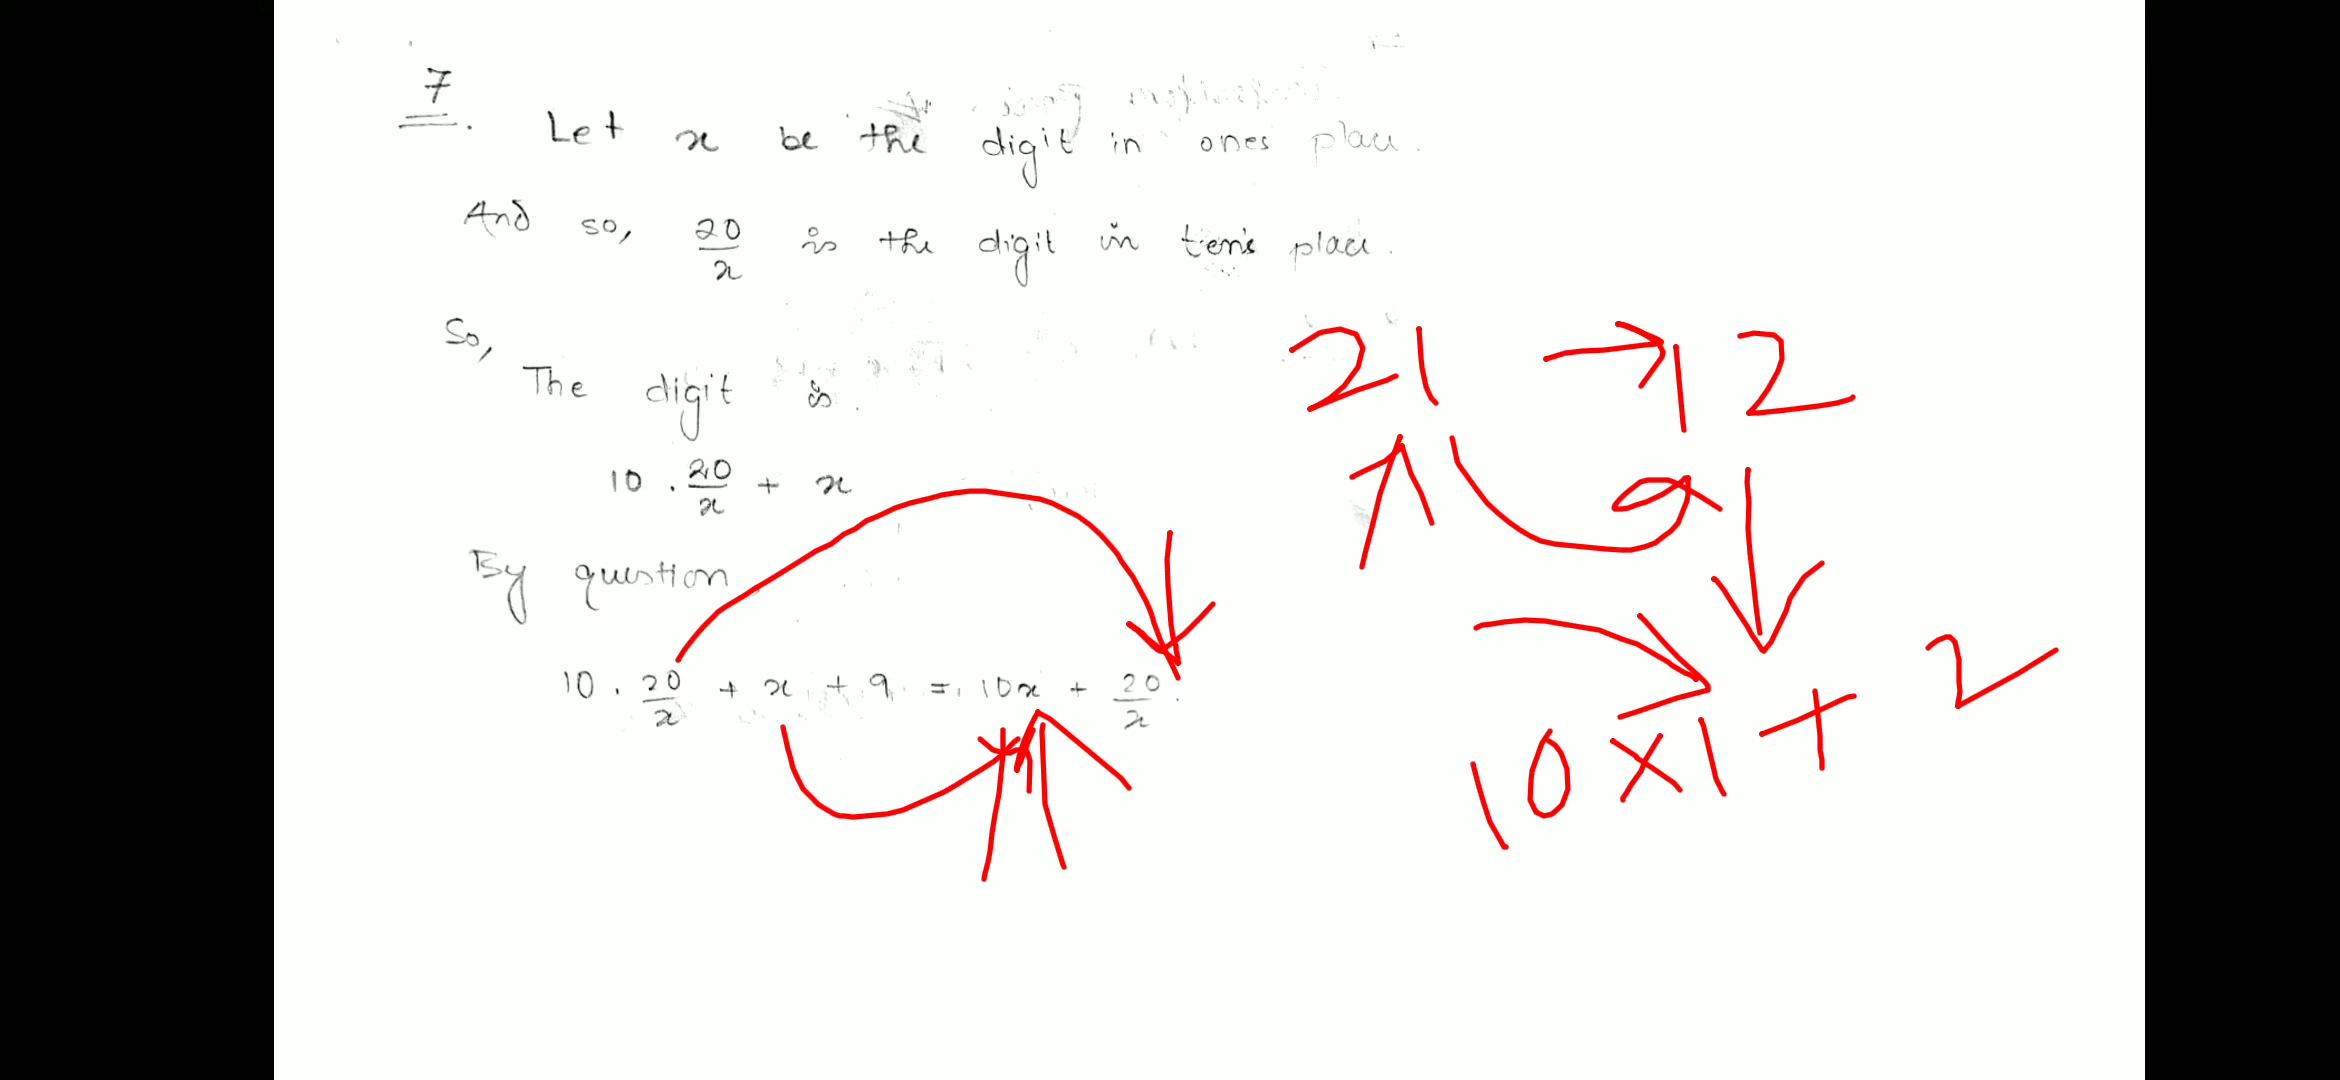 7.
Let x be the digit in ones place.
And so, 20/x is the digit in ten's place.
So,
The digit is.
10 . 20/x + x
By question
10 . 20/x + x + 9 = 10x + 20/x.
21 → 12
10 × 1 + 2